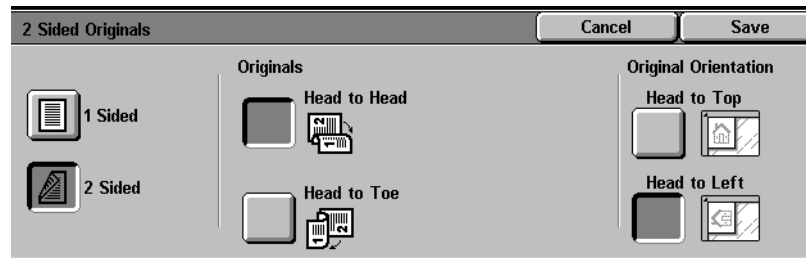 2 Sided Originals
Cancel
Save
1 Sided
2 Sided
Originals
Head to Head
Head to Toe
Original Orientation
Head to Top
Head to Left